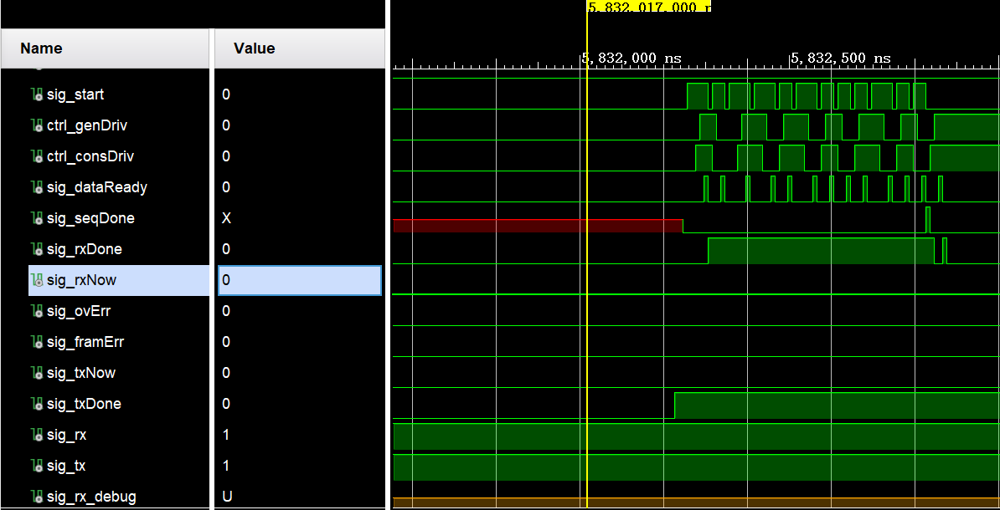 5,832,017.000 n
Name Value
5,832,000 ns 5,832,500 ns
sig_start 0
ctrl_genDriv 0
ctrl_consDriv 0
sig_dataReady 0
sig_seqDone X
sig_rxDone 0
sig_rxNow 0
sig_ovErr 0
sig_framErr 0
sig_txNow 0
sig_txDone 0
sig_rx 1
sig_tx 1
sig_rx_debug U